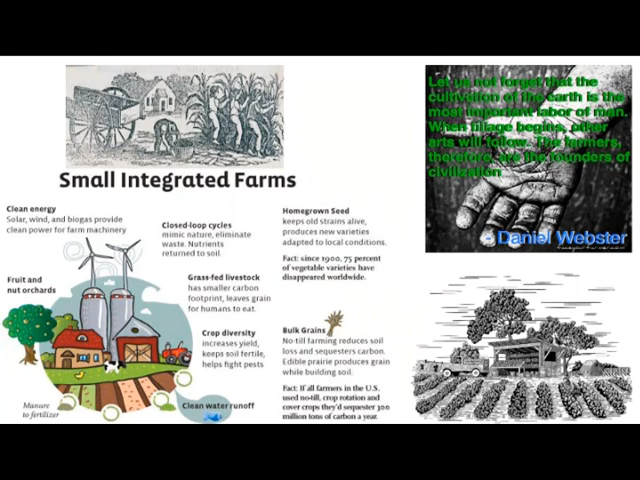 Small Integrated Farms
Clean energy
Solar, wind, and biogas provide
clean power for farm machinery
Closed-loop cycles
mimic nature, eliminate
waste. Nutrients
returned to soil.
Homegrown Seed
keeps old strains alive,
produces new varieties
adapted to local conditions.
Fact: since 1900, 75 percent
of vegetable varieties have
disappeared worldwide.
Fruit and
nut orchards
Grass-fed livestock
has smaller carbon
footprint, leaves grain
for humans to eat.
Crop diversity
increases yield,
keeps soil fertile,
helps fight pests
Bulk Grains
No-till farming reduces soil
loss and sequesters carbon.
Edible prairie produces grain
while building soil.
Fact: If all farmers in the U.S.
used no-till, crop rotation and
cover crops they'd sequester 300
million tons of carbon a year.
Manure
to fertilizer
Clean water runoff
Let us not forget that the
cultivation of the earth is the
most important labor of man.
When tillage begins, other
arts will follow. The farmers,
therefore, are the founders of
civilization
- Daniel Webster